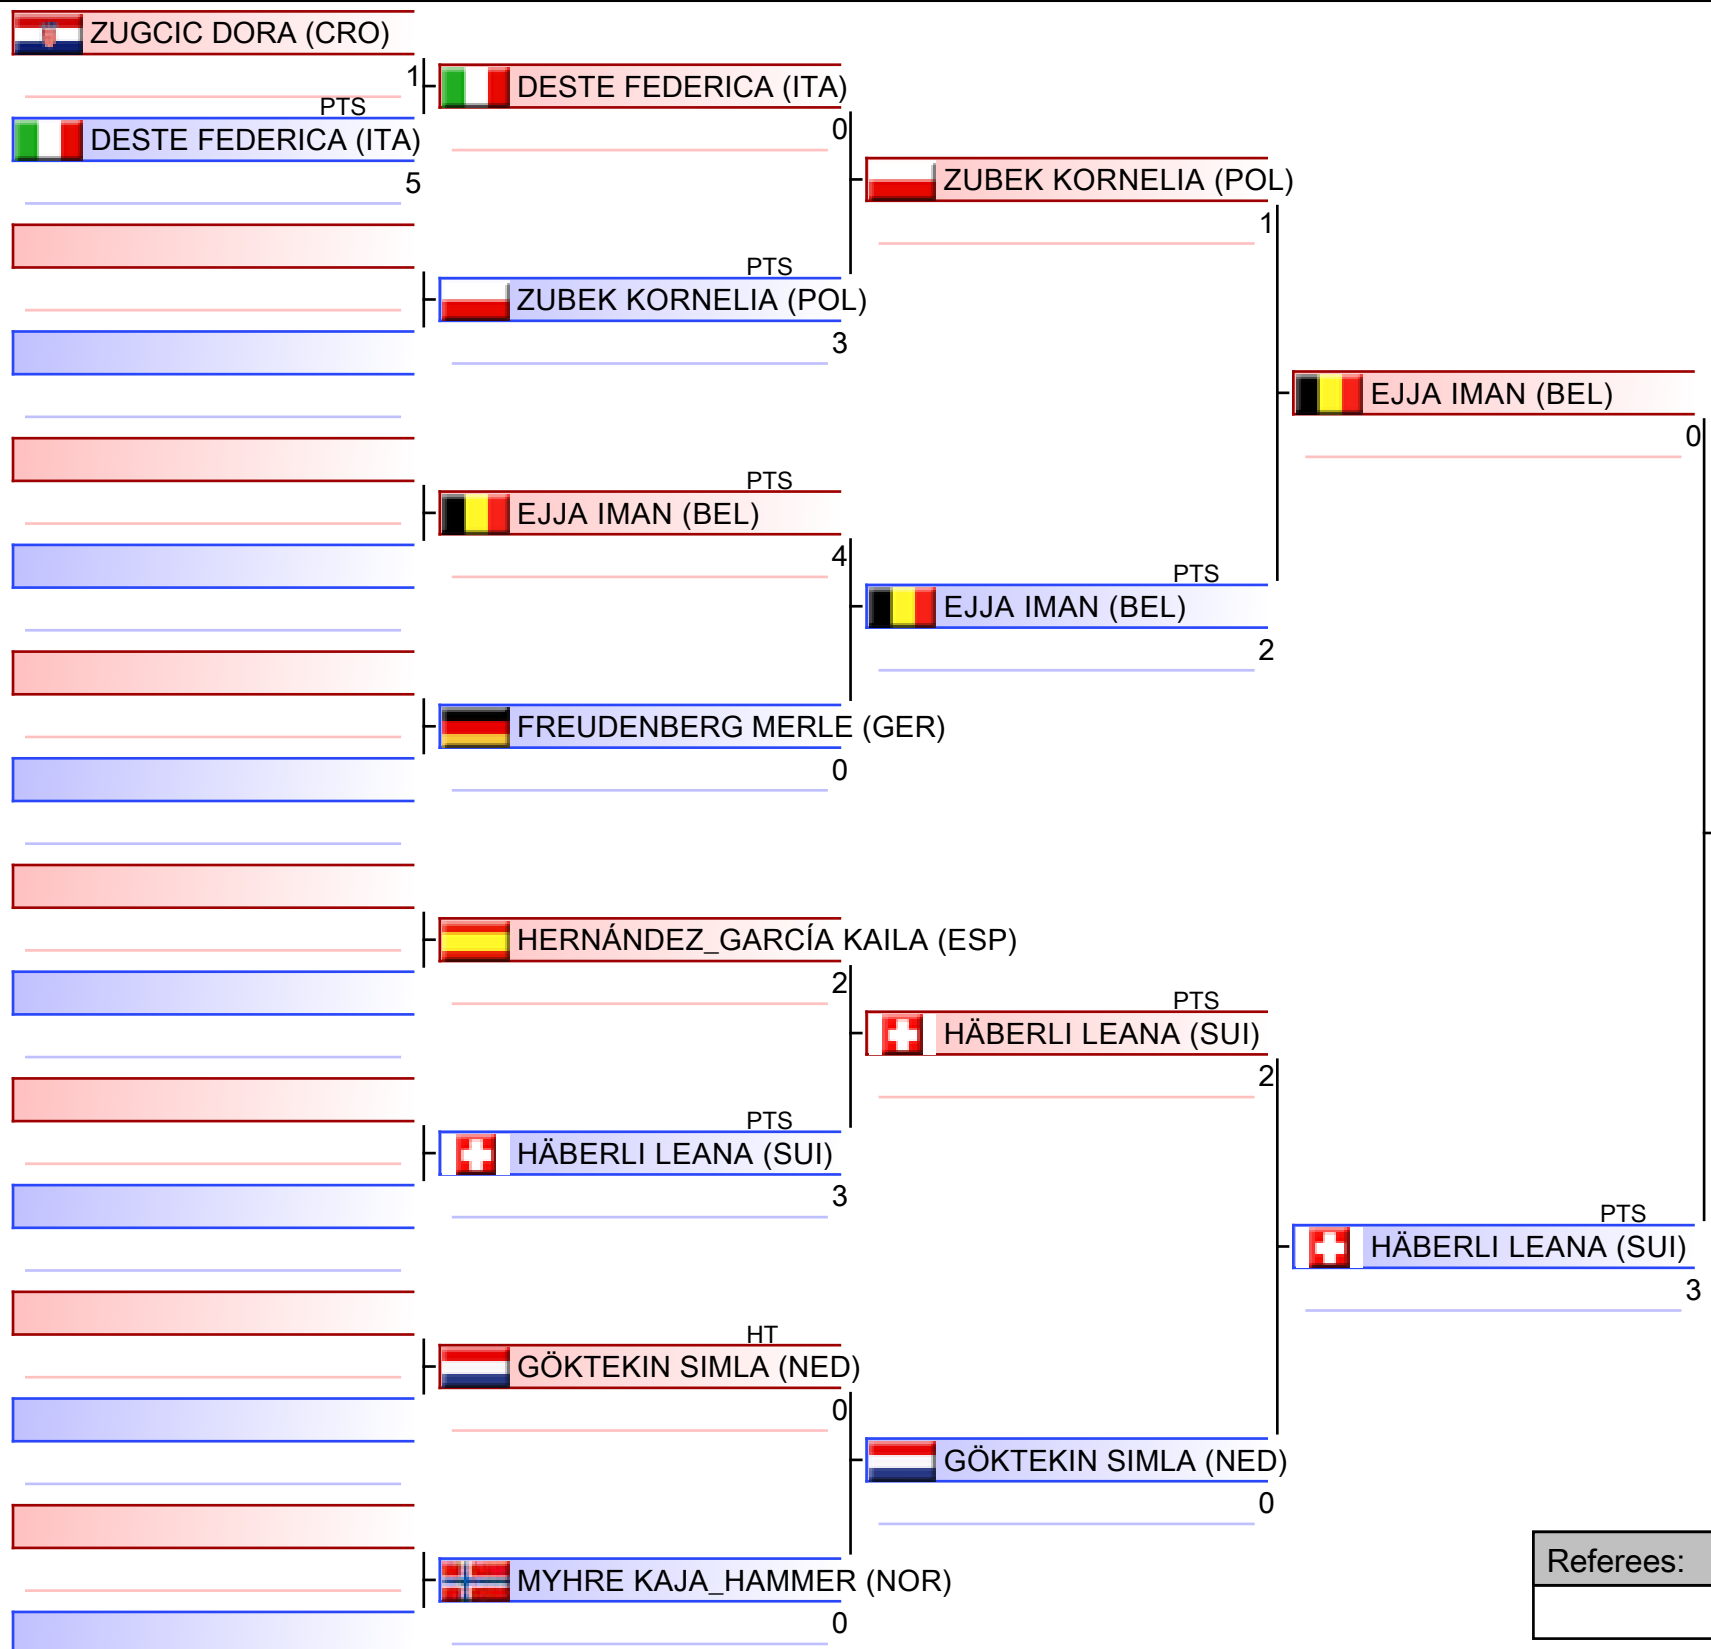 ZUGCIC DORA (CRO)
1
PTS
DESTE FEDERICA (ITA)
5
DESTE FEDERICA (ITA)
0
PTS
ZUBEK KORNELIA (POL)
3
PTS
EJJA IMAN (BEL)
4
FREUDENBERG MERLE (GER)
0
HERNÁNDEZ_GARCÍA KAILA (ESP)
2
PTS
HÄBERLI LEANA (SUI)
3
HT
GÖKTEKIN SIMLA (NED)
0
MYHRE KAJA_HAMMER (NOR)
0
ZUBEK KORNELIA (POL)
1
PTS
EJJA IMAN (BEL)
2
PTS
HÄBERLI LEANA (SUI)
2
GÖKTEKIN SIMLA (NED)
0
EJJA IMAN (BEL)
0
PTS
HÄBERLI LEANA (SUI)
3
Referees: